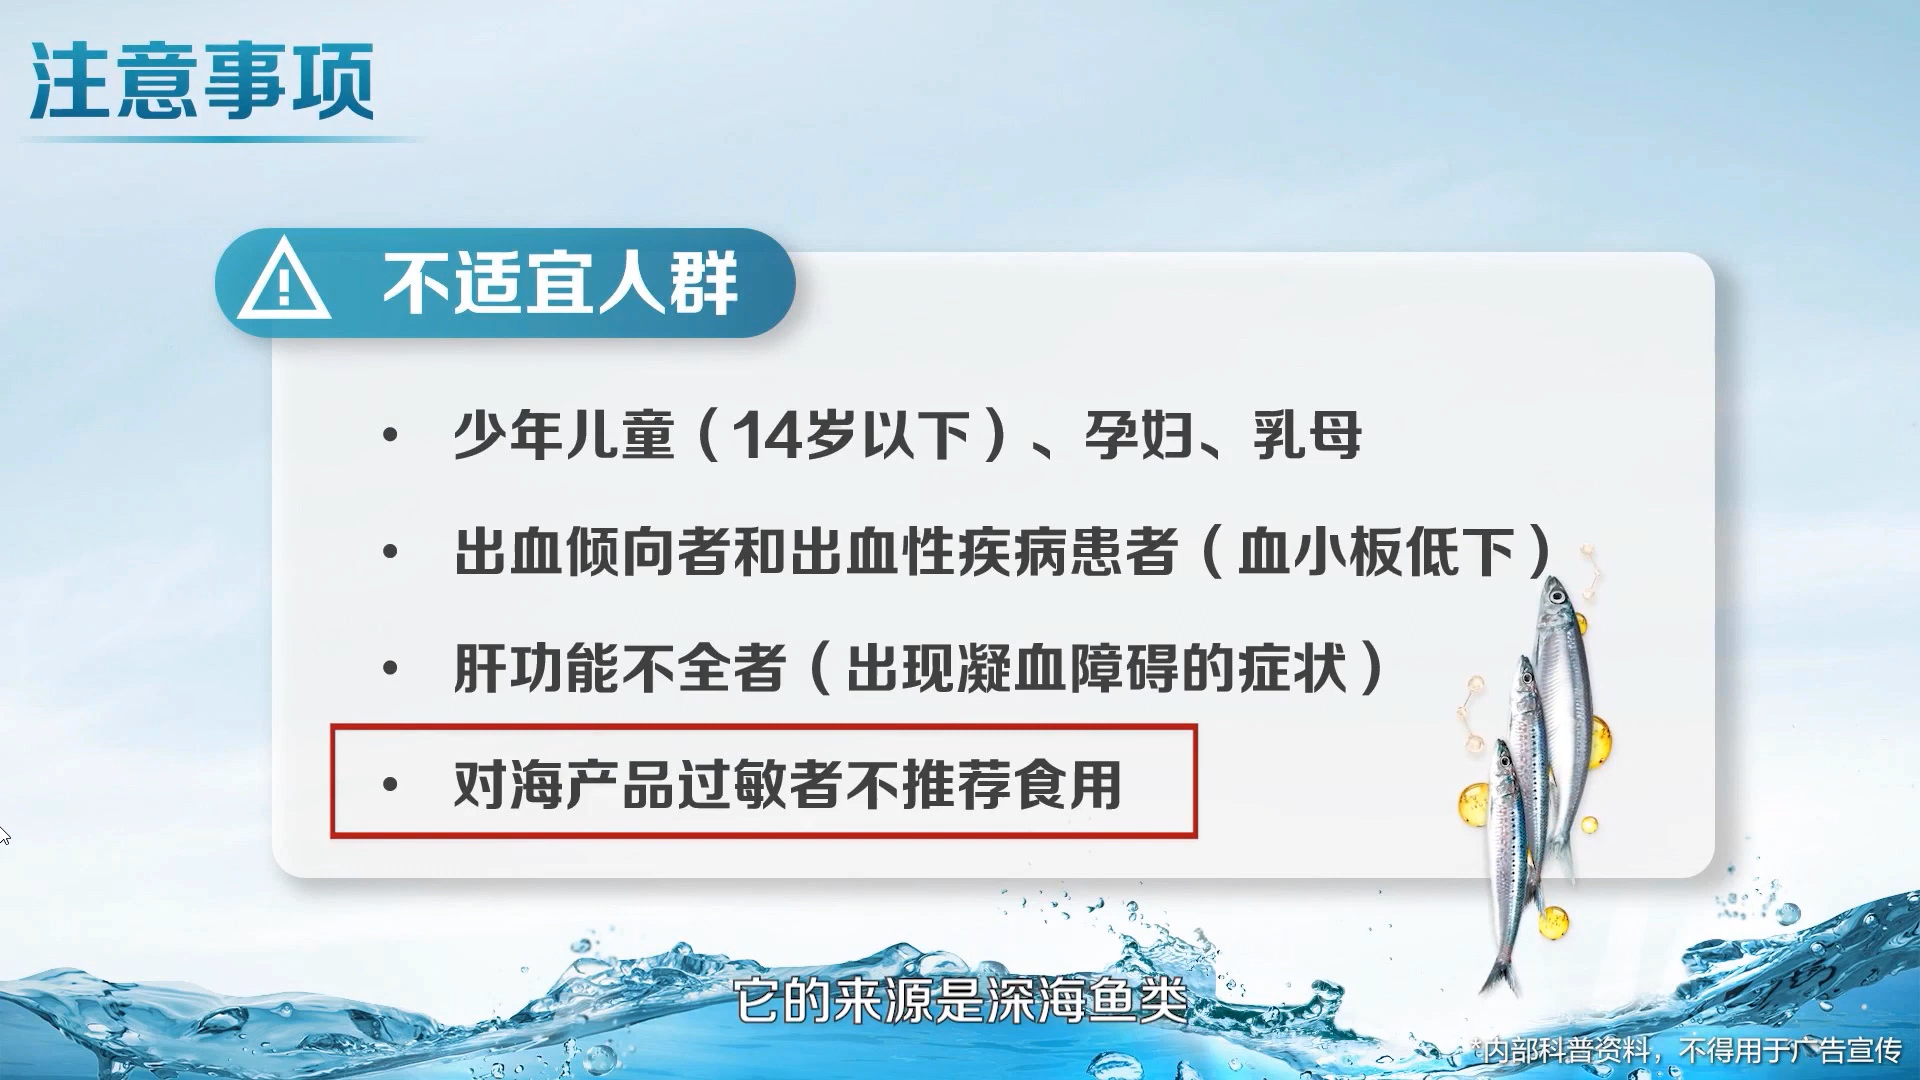 注意事项
不适宜人群
• 少年儿童（14岁以下）、孕妇、乳母
• 出血倾向者和出血性疾病患者（血小板低下）
• 肝功能不全者（出现凝血障碍的症状）
• 对海产品过敏者不推荐食用
它的来源是深海鱼类
*内部科普资料，不得用于广告宣传